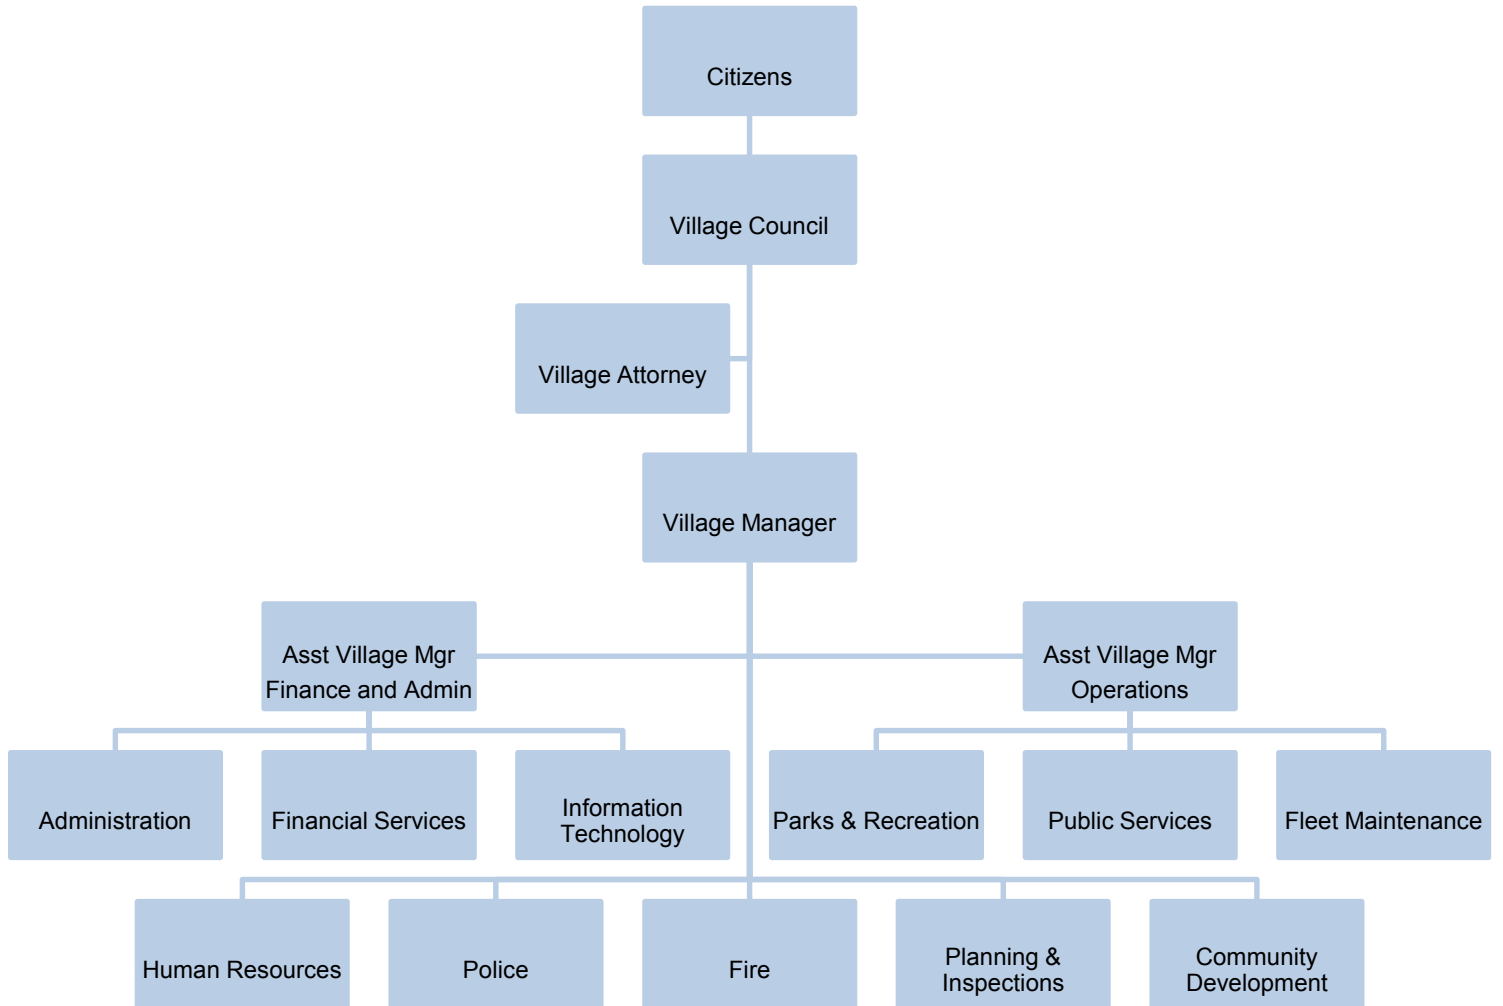 Citizens
Village Council
Village Attorney
Village Manager
Asst Village Mgr
Finance and Admin
Asst Village Mgr
Operations
Administration
Financial Services
Information
Technology
Parks & Recreation
Public Services
Fleet Maintenance
Human Resources
Police
Fire
Planning &
Inspections
Community
Development